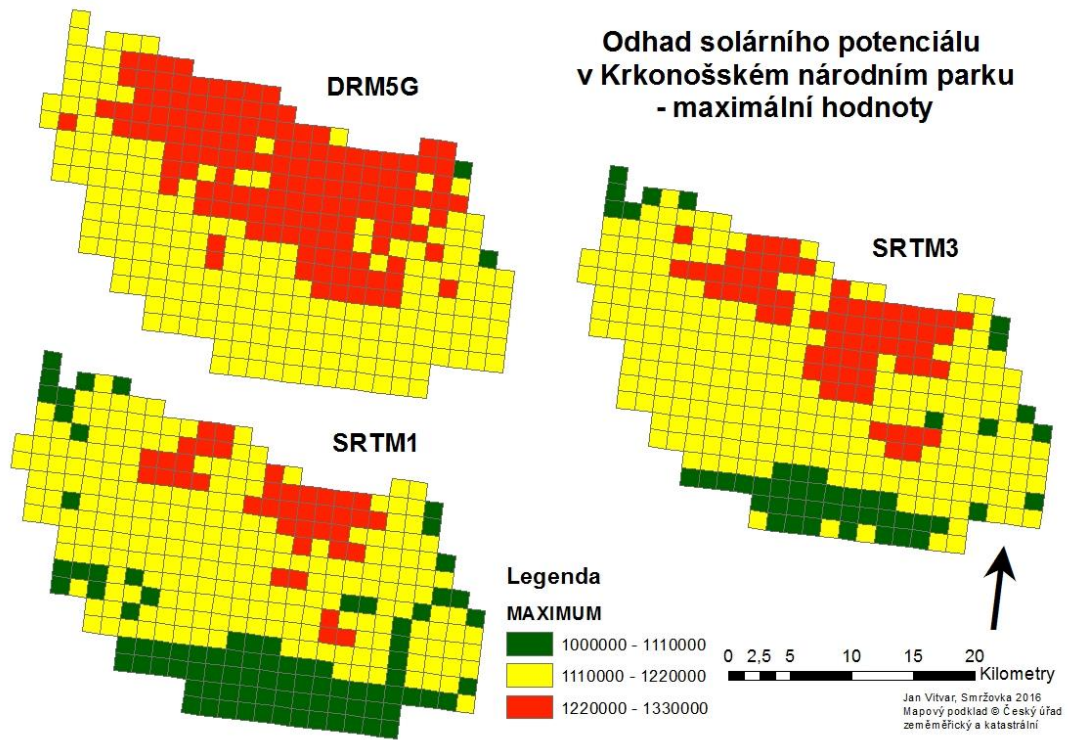 Odhad solárního potenciálu
v Krkonošském národním parku
- maximální hodnoty
DRM5G
SRTM3
SRTM1
Legenda
MAXIMUM
1000000 - 1110000
1110000 - 1220000
1220000 - 1330000
0 2,5 5 10 15 20
Kilometry
Jan Vitvar, Smržovka 2016
Mapový podklad © Český úřad
zeměměřický a katastrální